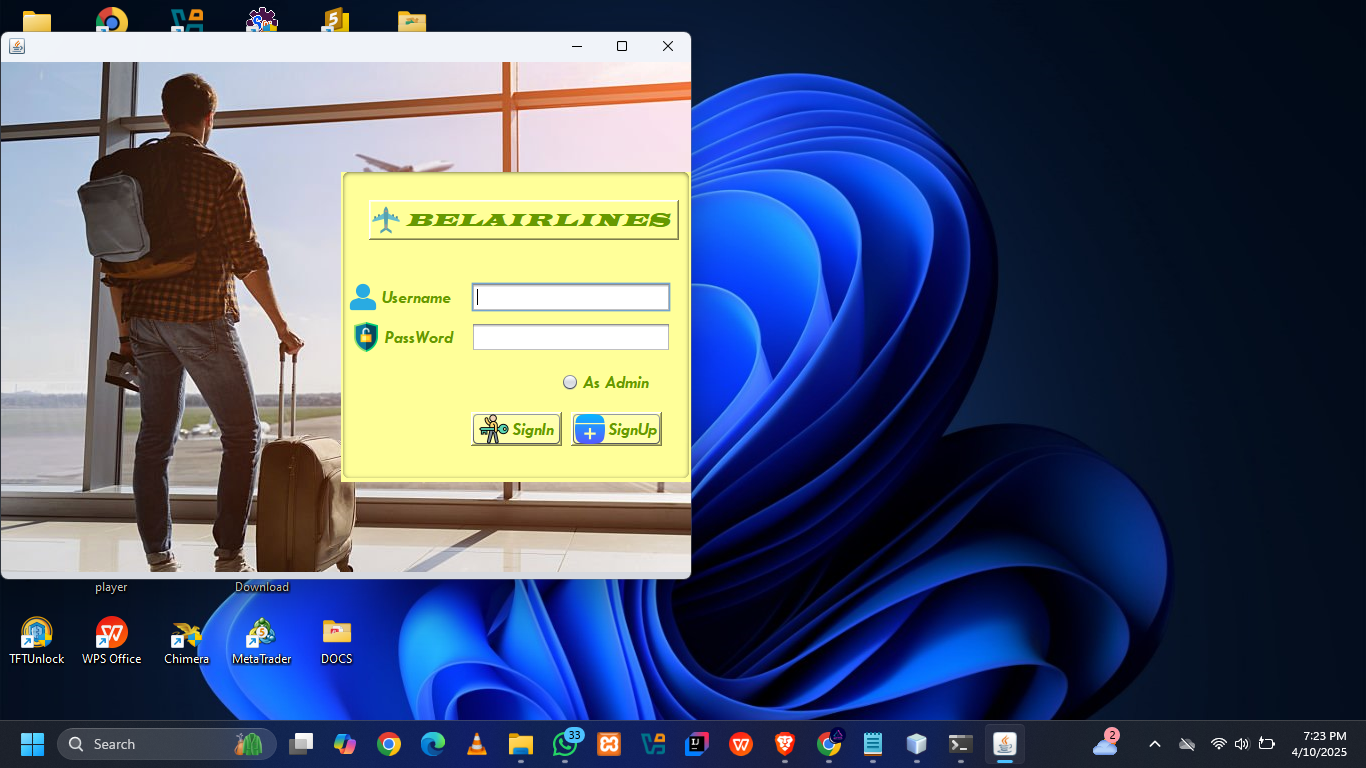 BELAIRLINES
Username
PassWord
As Admin
SignIn
SignUp
player
Download
TFTUnlock
WPS Office
Chimera
MetaTrader
DOCS
Search
33
2
7:23 PM
4/10/2025